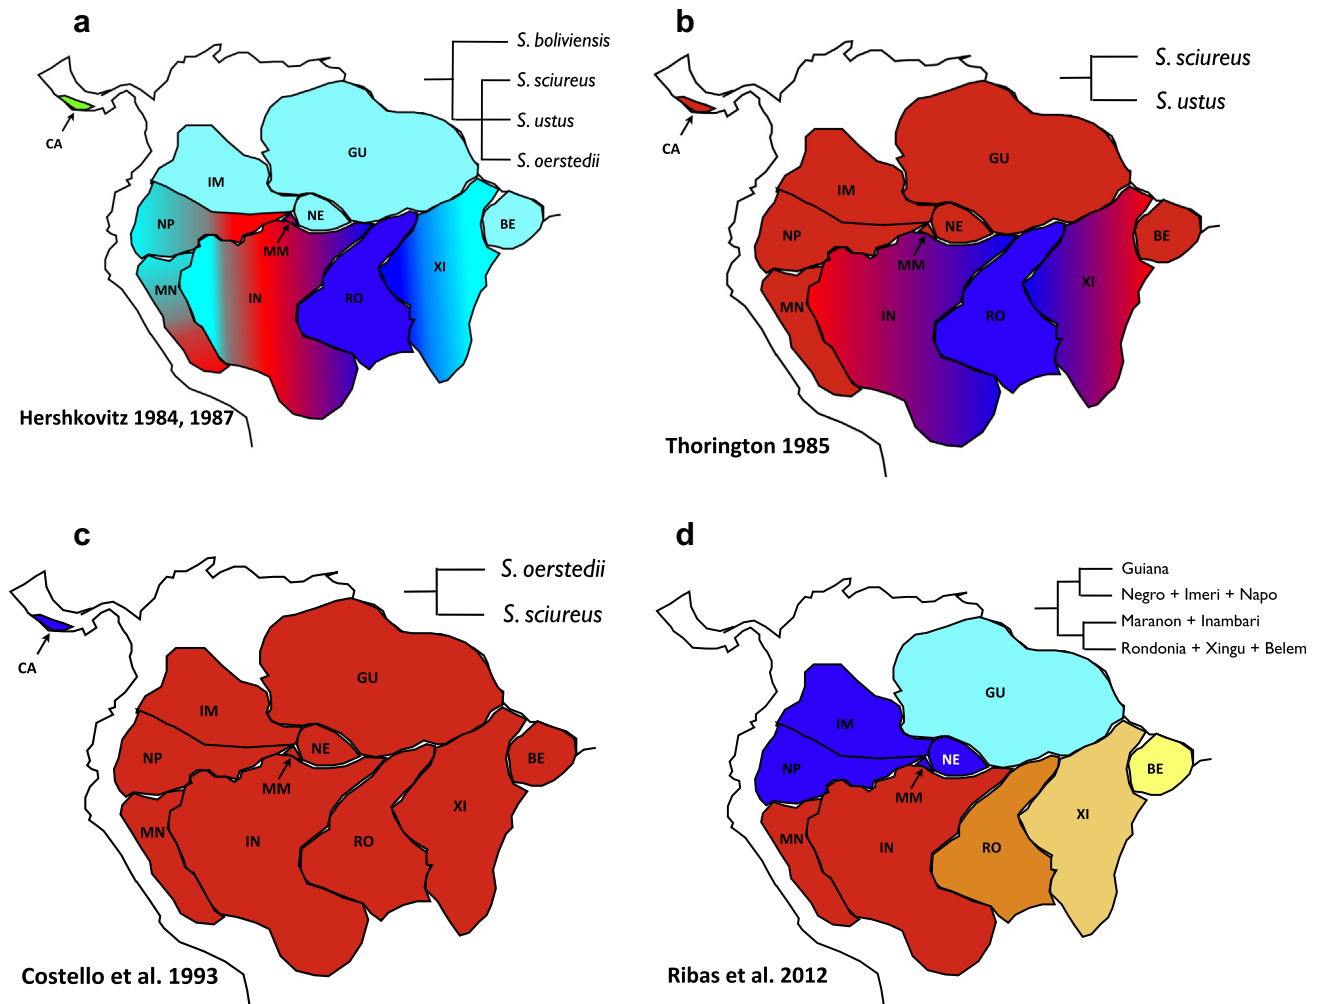 a
S. boliviensis
S. sciureus
S. ustus
S. oerstedii
CA
GU
IM
NP
NE
BE
MM
MN
XI
IN
RO
Hershkovitz 1984, 1987
b
S. sciureus
S. ustus
CA
GU
IM
NE
NP
BE
MM
XI
MN
IN
RO
Thorington 1985
c
S. oerstedii
S. sciureus
CA
GU
IM
NE
NP
BE
MM
XI
MN
IN
RO
Costello et al. 1993
d
Guiana
Negro + Imeri + Napo
Maranon + Inambari
Rondonia + Xingu + Belem
GU
IM
NE
NP
BE
MM
XI
MN
IN
RO
Ribas et al. 2012